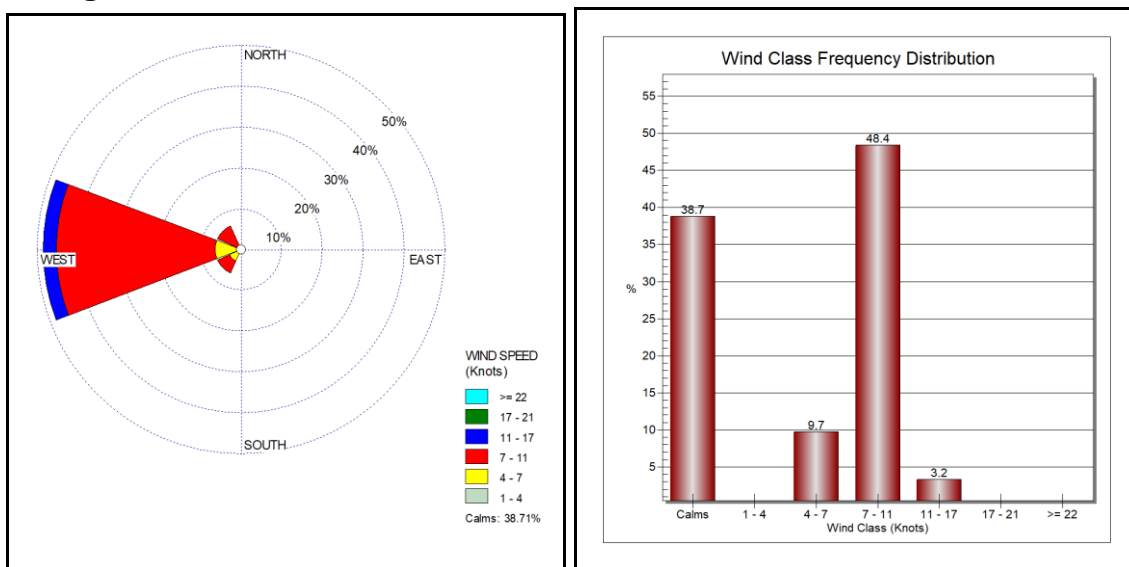 NORTH
50%
40%
30%
20%
10%
WEST
EAST
SOUTH
WIND SPEED
(Knots)
>= 22
17 - 21
11 - 17
7 - 11
4 - 7
1 - 4
Calms: 38.71%
Wind Class Frequency Distribution
55
50
45
40
35
30
25
20
15
10
5
%
38.7
9.7
48.4
3.2
Calms 1 - 4 4 - 7 7 - 11 11 - 17 17 - 21 >= 22
Wind Class (Knots)